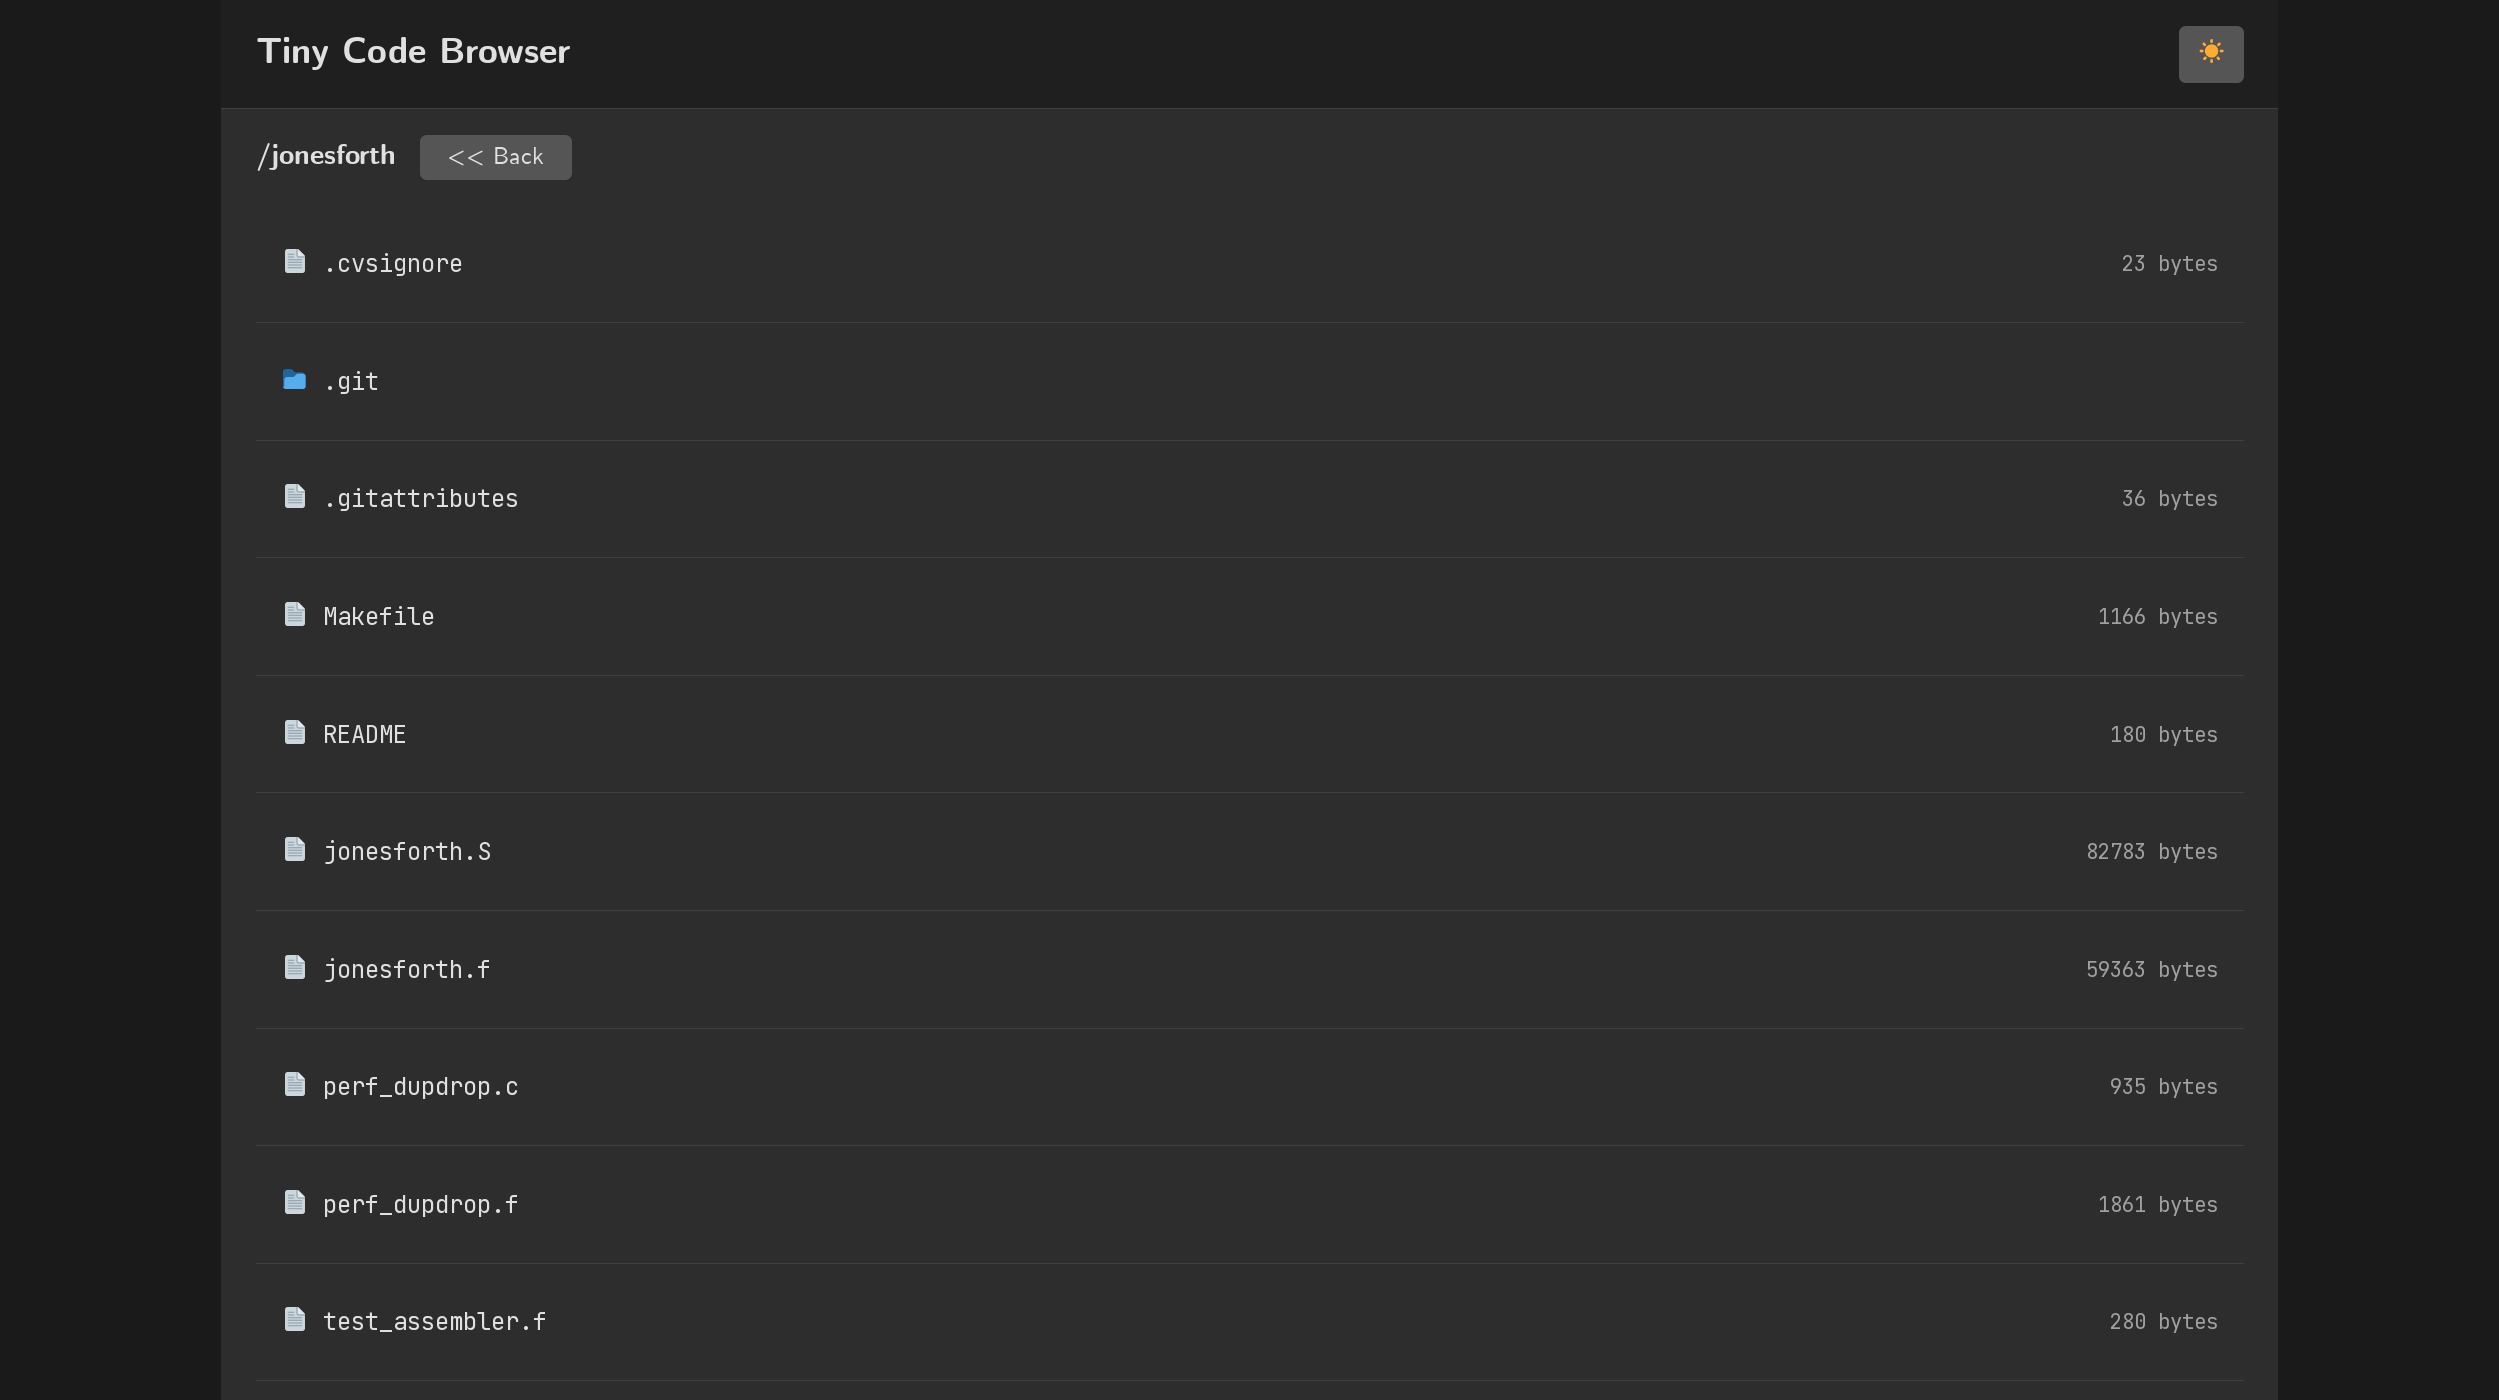 Tiny Code Browser
/jonesforth << Back
.cvsignore 23 bytes
.git
.gitattributes 36 bytes
Makefile 1166 bytes
README 180 bytes
jonesforth.S 82783 bytes
jonesforth.f 59363 bytes
perf_dupdrop.c 935 bytes
perf_dupdrop.f 1861 bytes
test_assembler.f 280 bytes